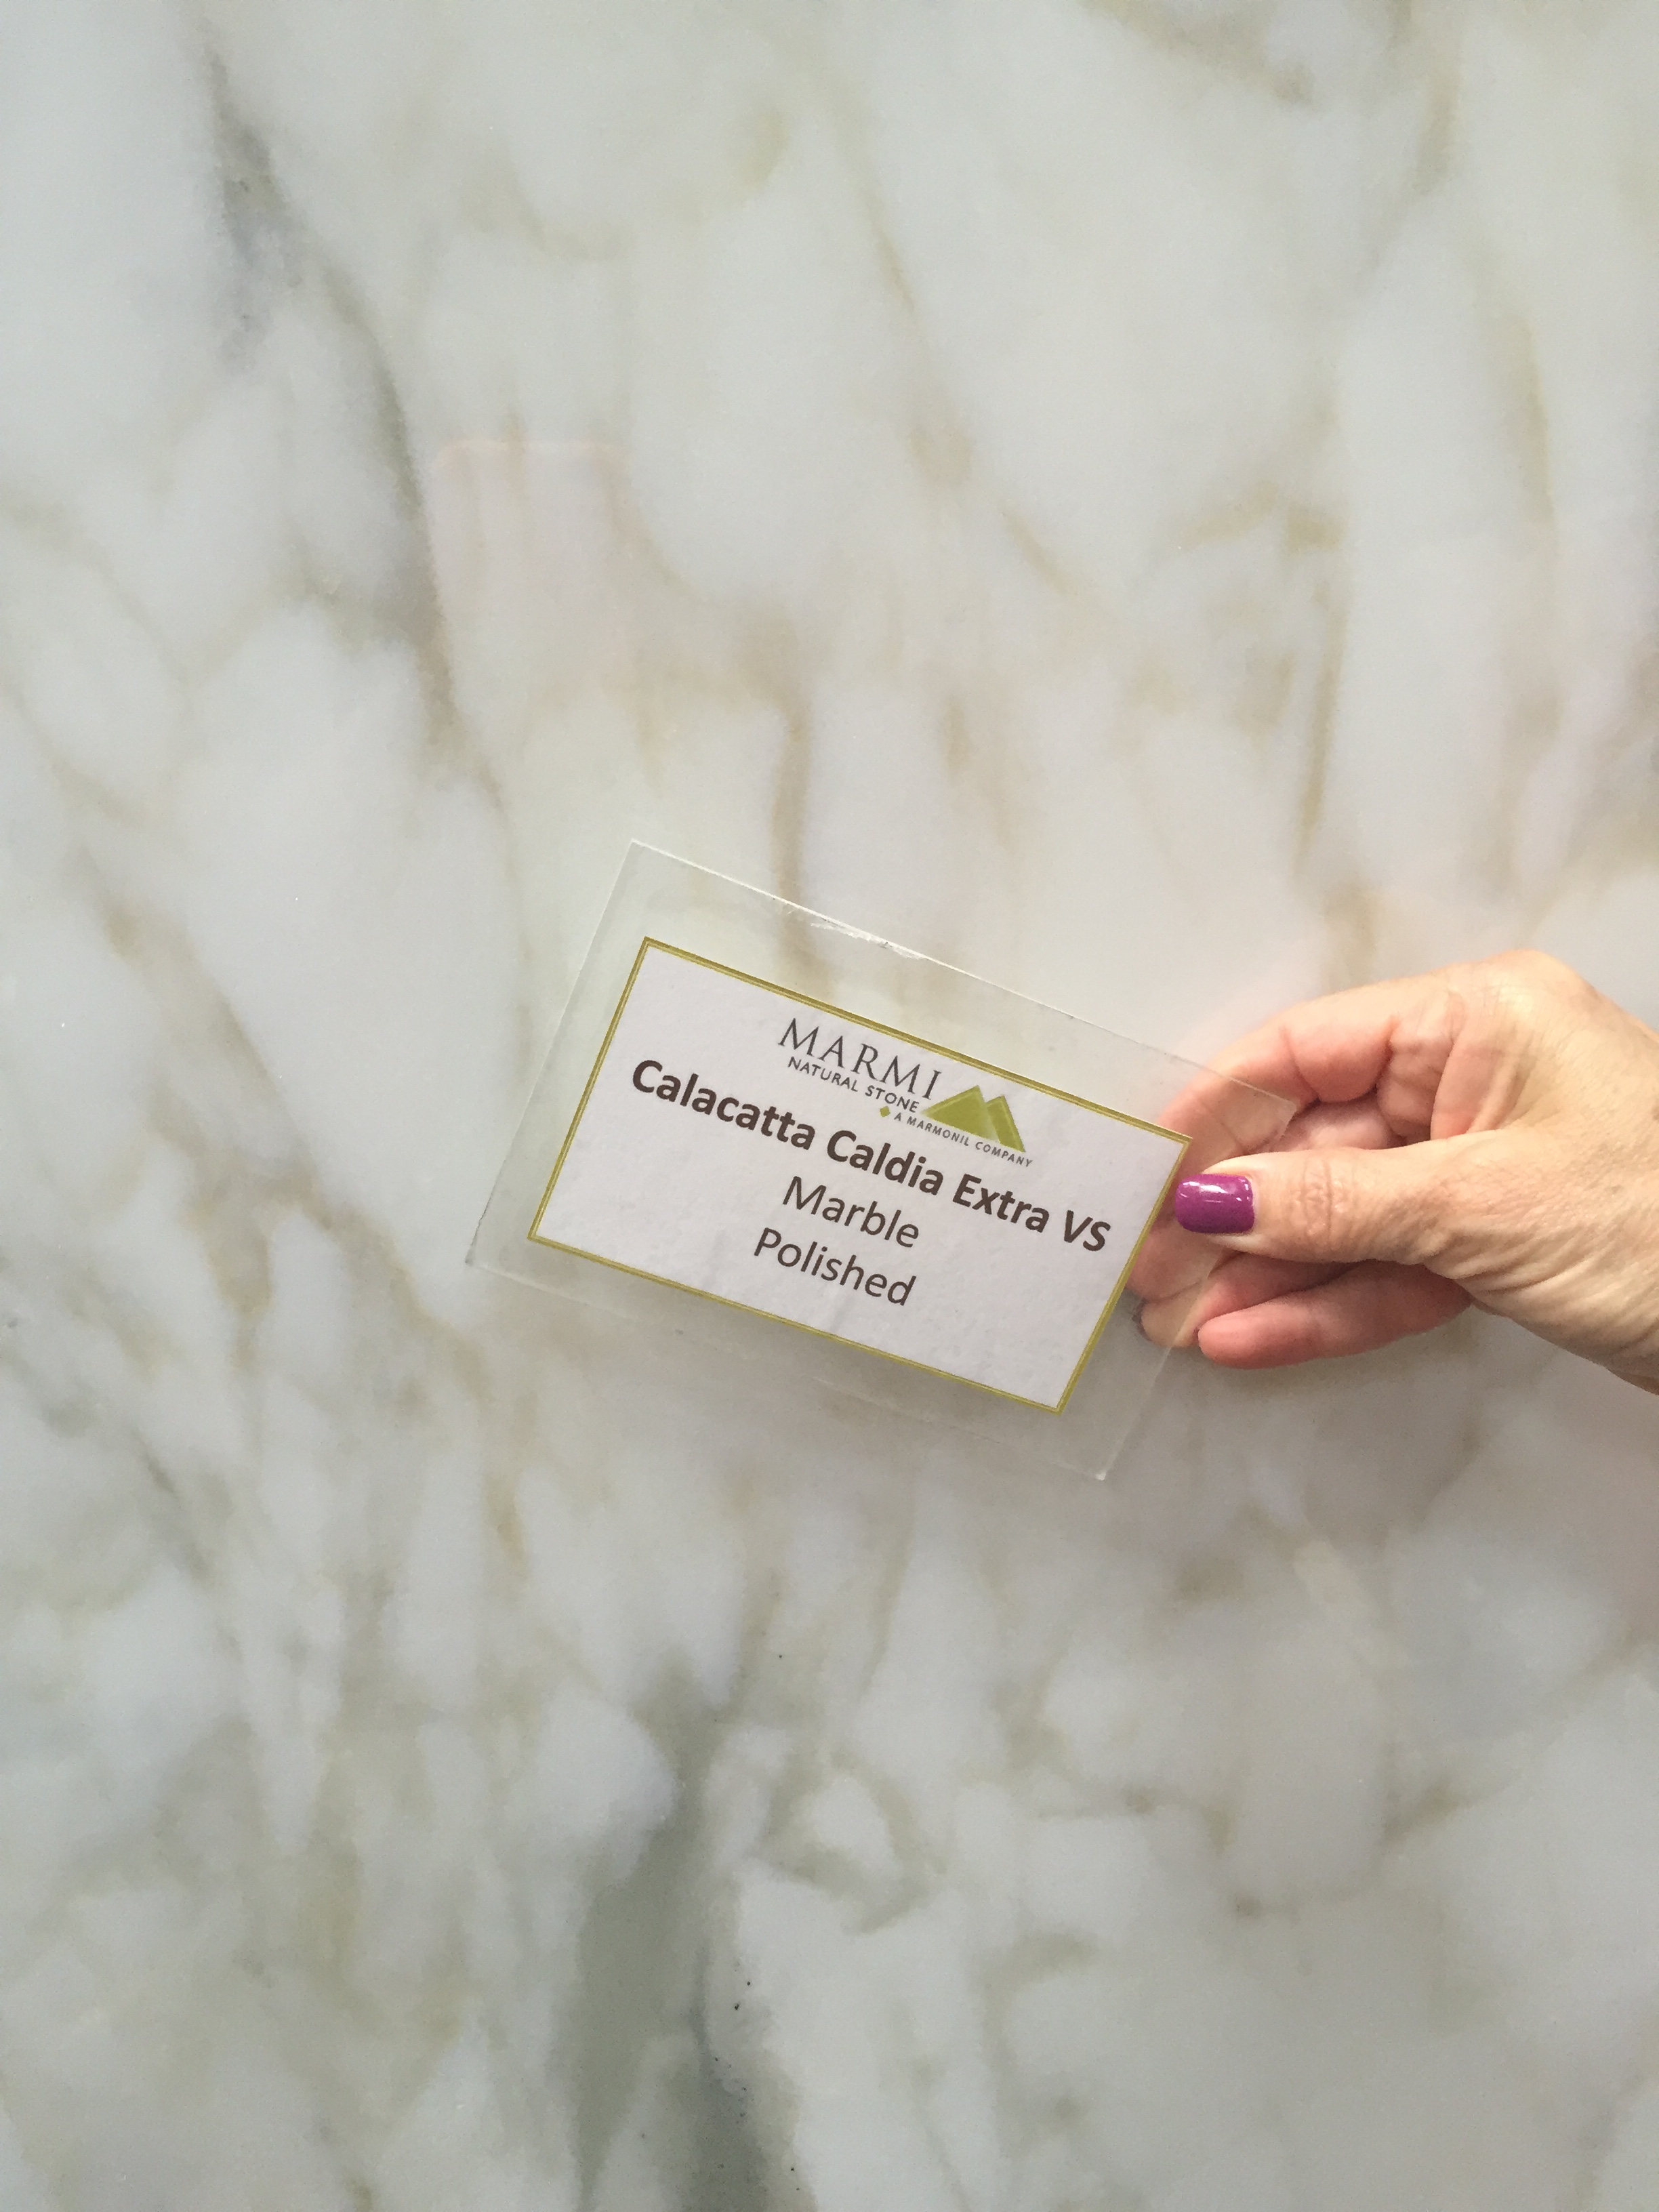 MARMI
NATURAL STONE
A MARMONIL COMPANY
Calacatta Caldia Extra VS
Marble
Polished